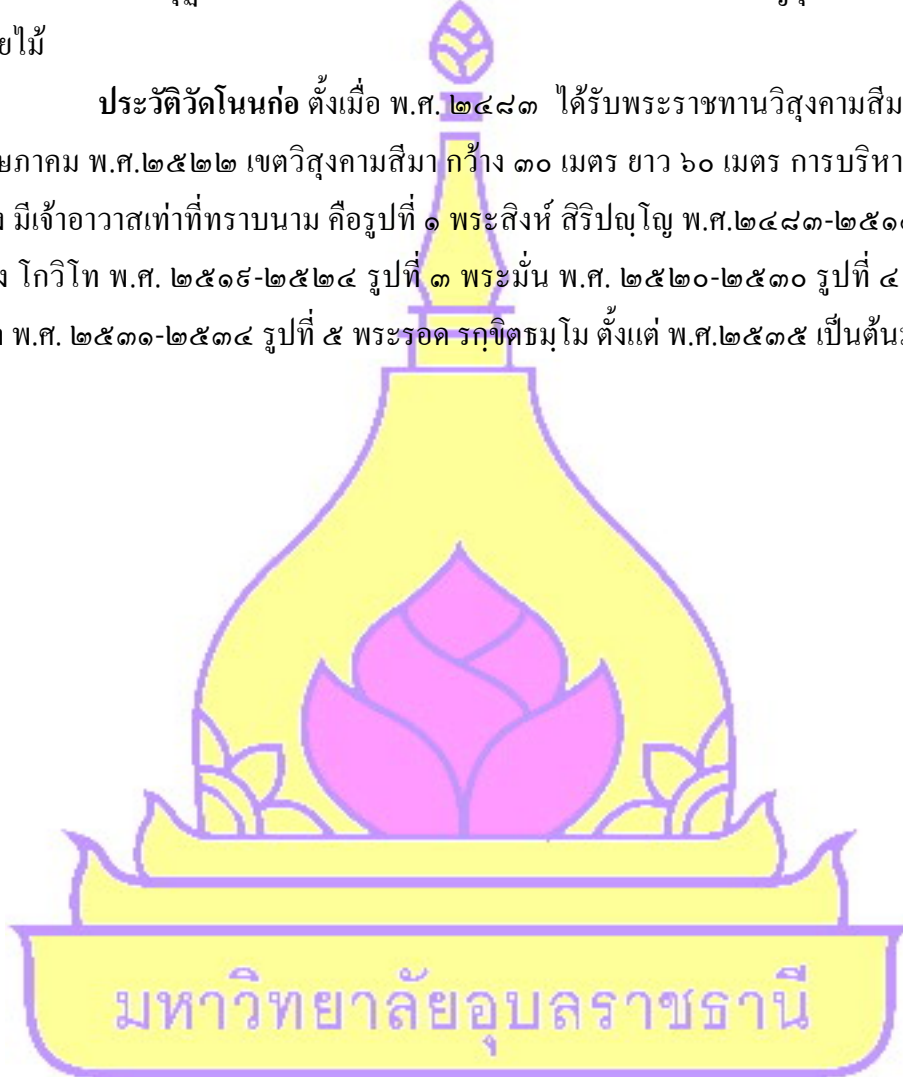 ยไม้
ประวัติวัดโนนก่อ ตั้งเมื่อ พ.ศ. ๒๔๘๓ ได้รับพระราชทานวิสุงคามสีม
ษภาคม พ.ศ.๒๕๒๒ เขตวิสุงคามสีมา กว้าง ๓๐ เมตร ยาว ๖๐ เมตร การบริหา
ง มีเจ้าอาวาสเท่าที่ทราบนาม คือรูปที่ ๑ พระสิงห์ สิริปญฺโญ พ.ศ.๒๔๘๓-๒๕๑
ง โกวิโท พ.ศ. ๒๕๑๙-๒๕๒๔ รูปที่ ๓ พระมั่น พ.ศ. ๒๕๒๐-๒๕๓๐ รูปที่ ๔
พ.ศ. ๒๕๓๑-๒๕๓๔ รูปที่ ๕ พระรอด รกฺขิตธมฺโม ตั้งแต่ พ.ศ.๒๕๓๕ เป็นต้น
มหาวิทยาลัยอุบลราชธานี